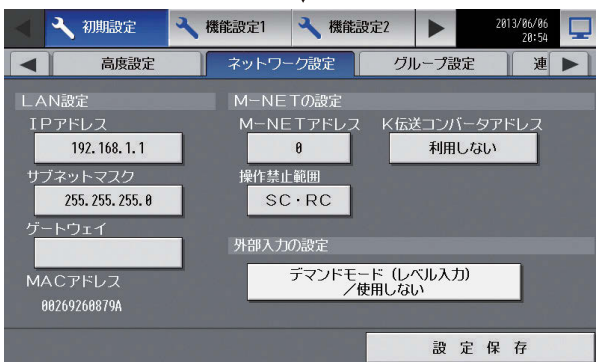 初期設定
機能設定1
機能設定2
2013/06/06
20:54
高度設定
ネットワーク設定
グループ設定
連
LAN設定
IPアドレス
192.168.1.1
サブネットマスク
255.255.255.0
ゲートウェイ
MACアドレス
00269260879A
M-NETの設定
M-NETアドレス
0
K伝送コンバータアドレス
利用しない
操作禁止範囲
SC・RC
外部入力の設定
デマンドモード（レベル入力）
／使用しない
設定保存